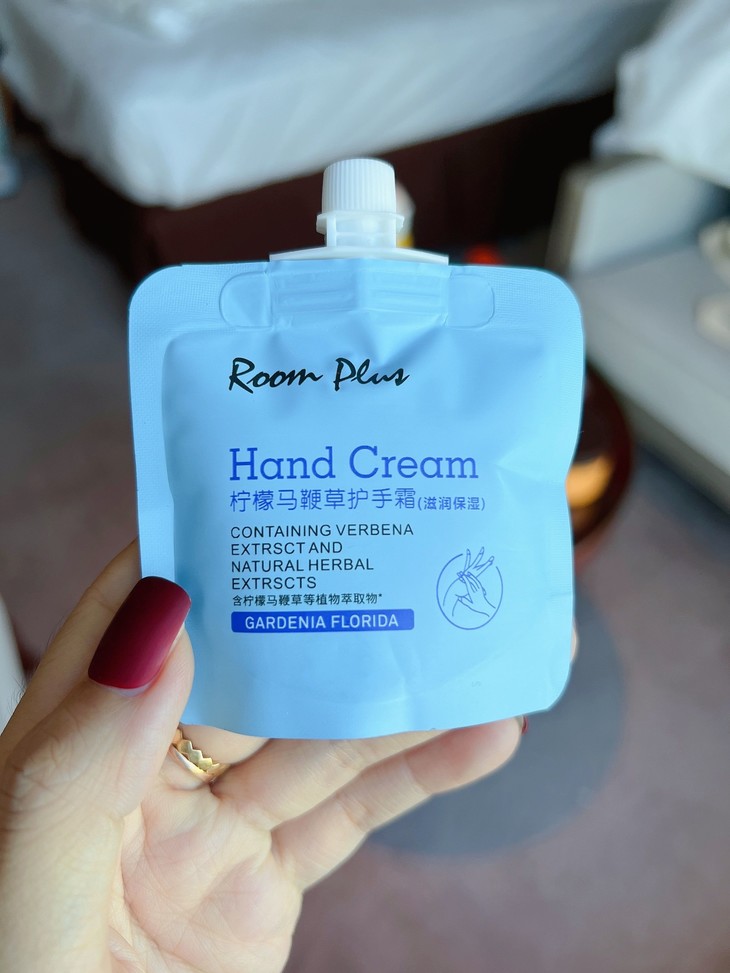 Room Plus
Hand Cream
柠檬马鞭草护手霜(滋润保湿)
CONTAINING VERBENA
EXTRSCT AND
NATURAL HERBAL
EXTRSCTS
含柠檬马鞭草等植物萃取物*
GARDENIA FLORIDA